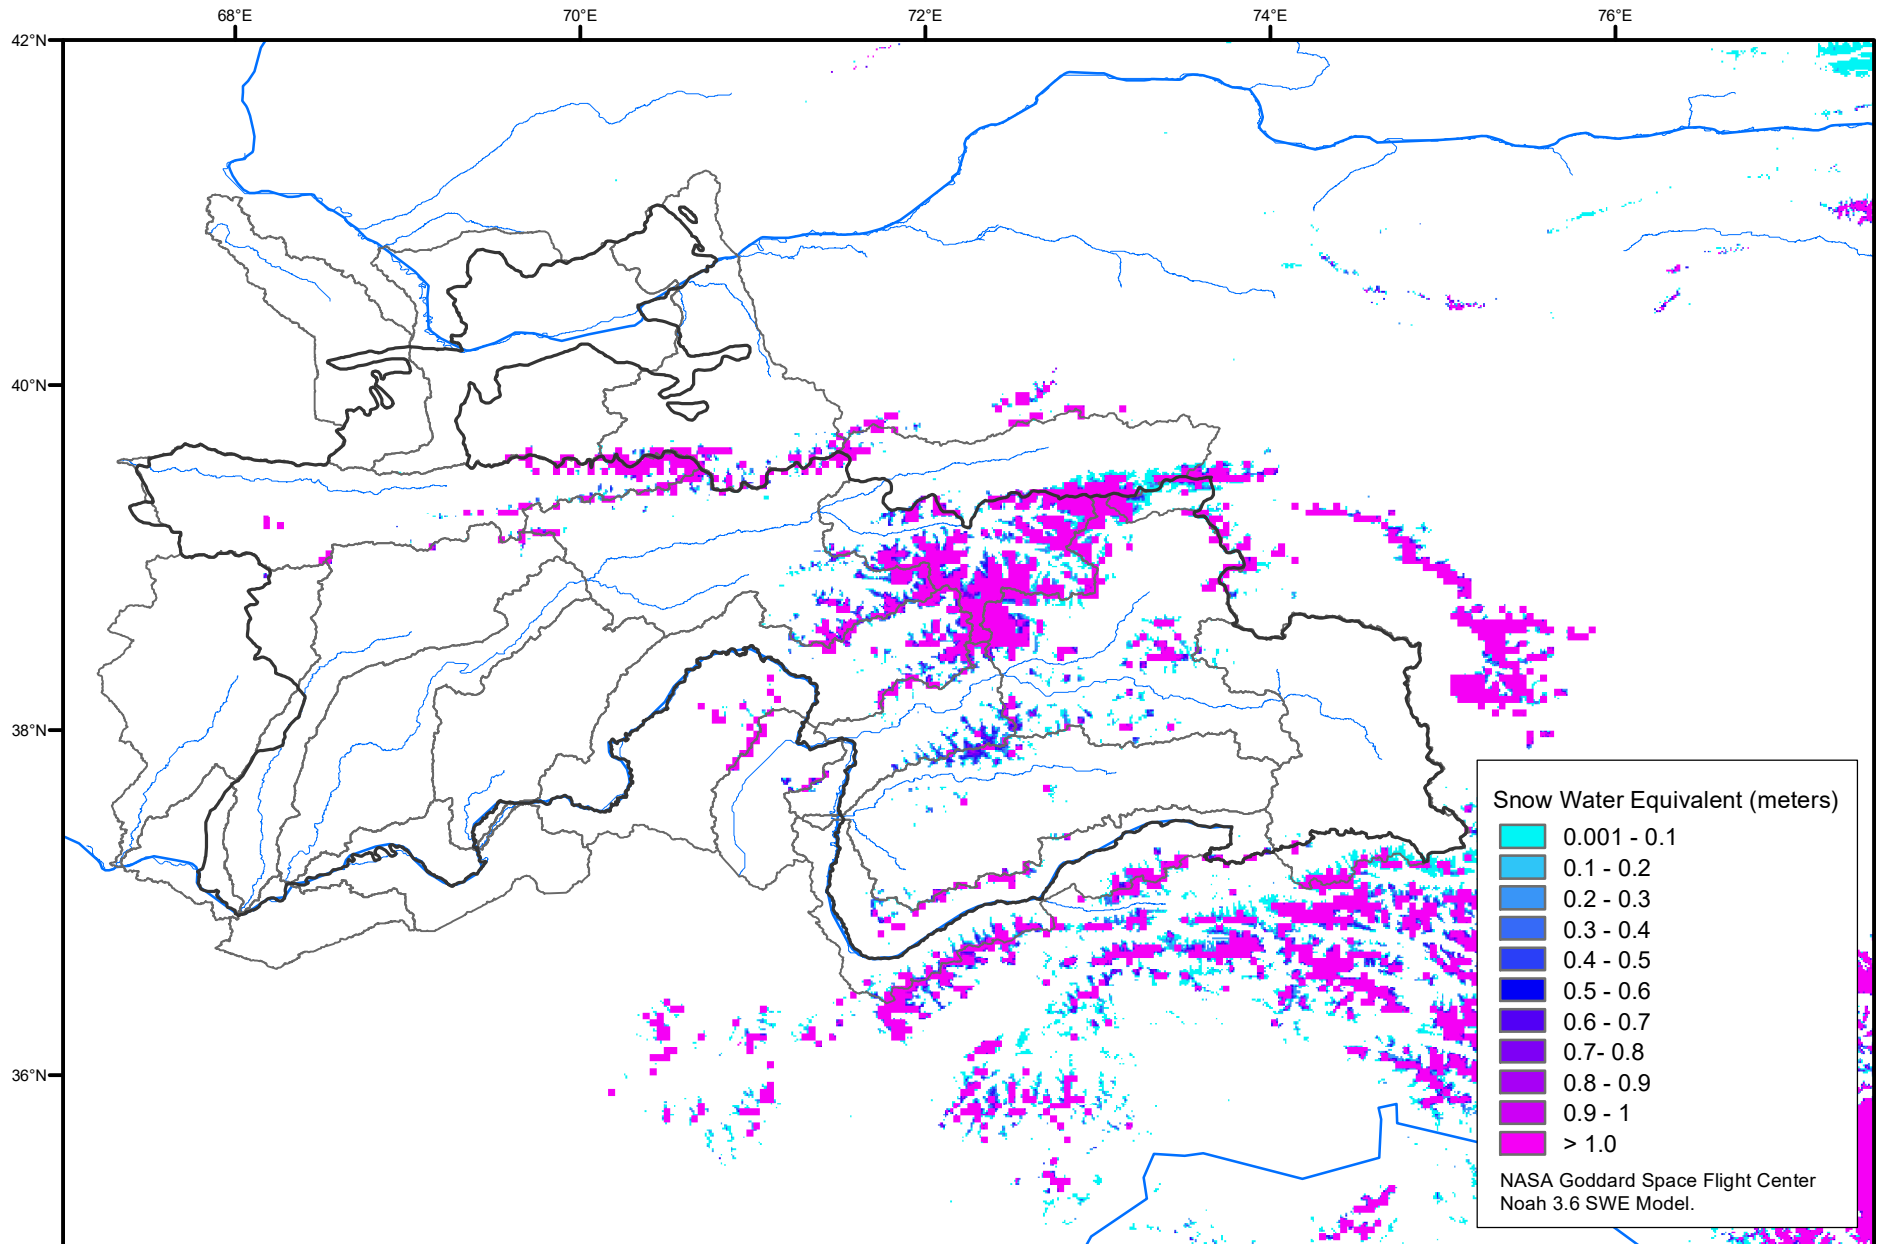 68°E
70°E
72°E
74°E
76°E
42°N
40°N
38°N
36°N
Snow Water Equivalent (meters)
0.001 - 0.1
0.1 - 0.2
0.2 - 0.3
0.3 - 0.4
0.4 - 0.5
0.5 - 0.6
0.6 - 0.7
0.7- 0.8
0.8 - 0.9
0.9 - 1
> 1.0
NASA Goddard Space Flight Center
Noah 3.6 SWE Model.